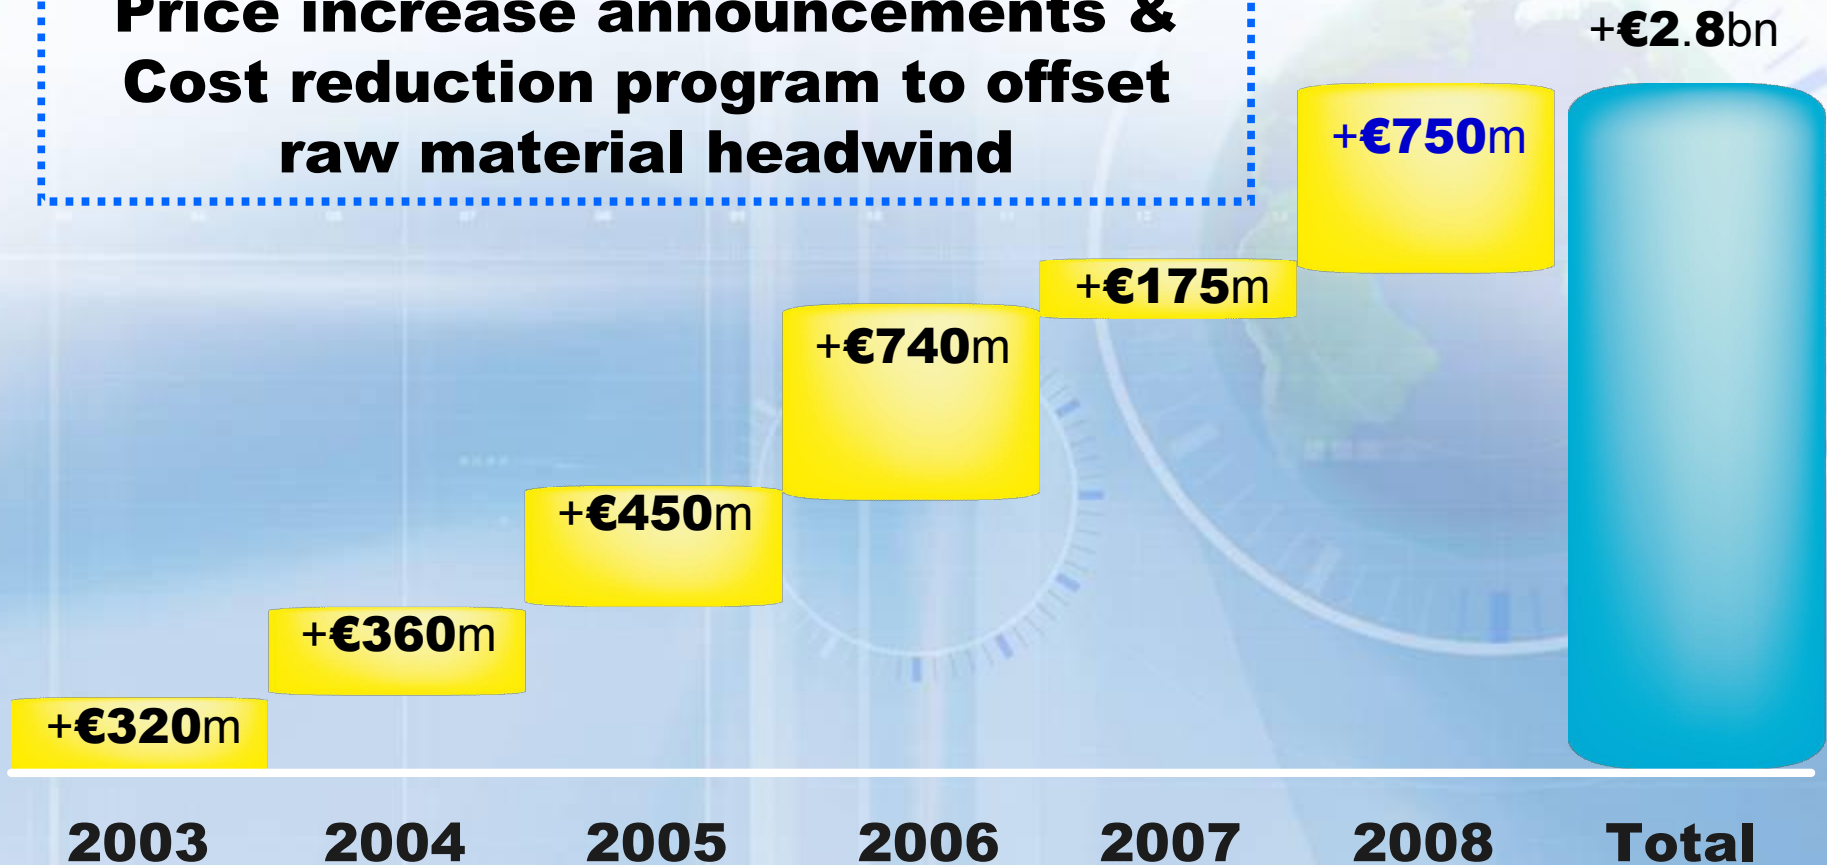 Price increase announcements &
Cost reduction program to offset
raw material headwind
+€2.8bn
+€750m
+€175m
+€740m
+€450m
+€360m
+€320m
2003 2004 2005 2006 2007 2008 Total